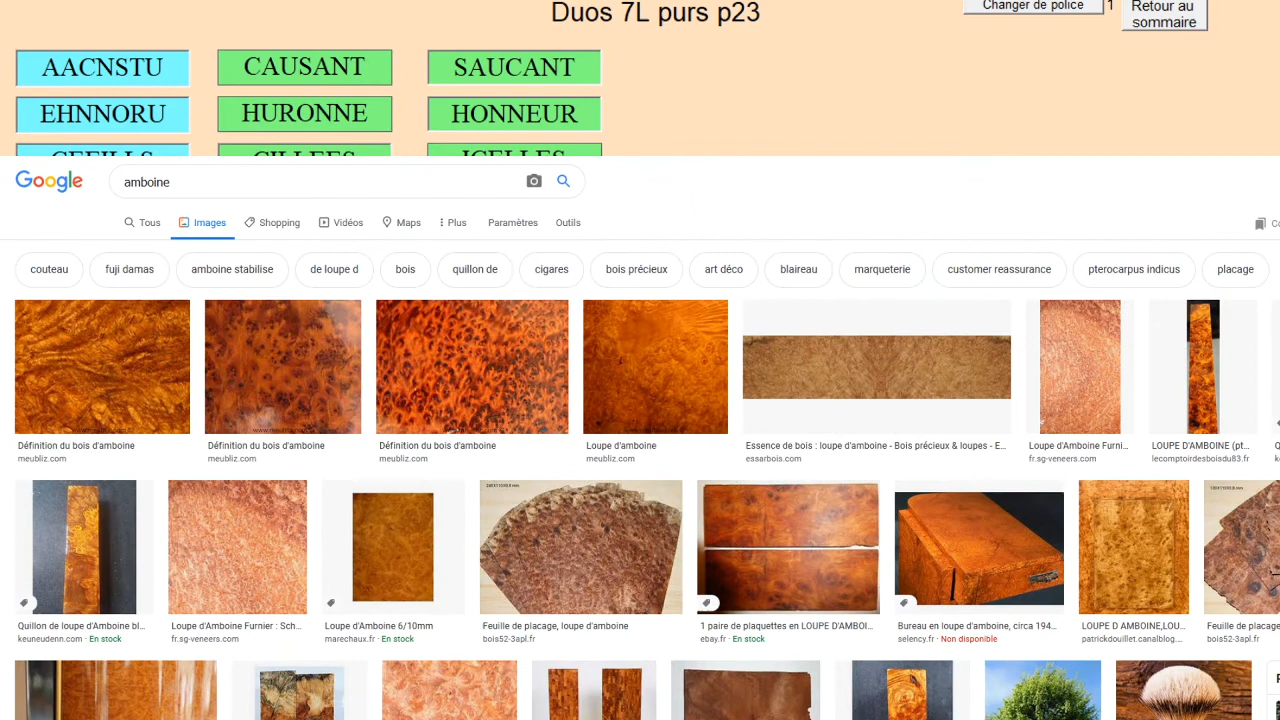 Duos 7L purs p23
Changer de police
1
Retour au
sommaire
AACNSTU CAUSANT SAUCANT
EHNNORU HURONNE HONNEUR
CEEILLS CILLEES ICELLES
Google
amboine
Tous Images Shopping Vidéos Maps Plus Paramètres Outils
couteau fuji damas amboine stabilise de loupe d bois quillon de cigares bois précieux art déco blaireau marqueterie customer reassurance pterocarpus indicus placage
www.meubliz.com
Définition du bois d'amboine Définition du bois d'amboine Définition du bois d'amboine Loupe d'amboine Essence de bois : loupe d'amboine - Bois précieux & loupes - E... Loupe d'Amboine Furni... LOUPE D'AMBOINE (pt...
meubliz.com meubliz.com meubliz.com meubliz.com essarbois.com fr.sg-veneers.com lecomptoirdesboisdu83.fr
Quillon de loupe d'Amboine bl... Loupe d'Amboine Furnier : Sch... Loupe d'Amboine 6/10mm Feuille de placage, loupe d'amboine 1 paire de plaquettes en LOUPE D'AMBOI... Bureau en loupe d'amboine, circa 194... LOUPE D AMBOINE,LOU... Feuille de placage
keuneudenn.com · En stock fr.sg-veneers.com marechaux.fr · En stock bois52-3apl.fr ebay.fr · En stock selency.fr · Non disponible patrickdouillet.canalblog.... bois52-3apl.fr